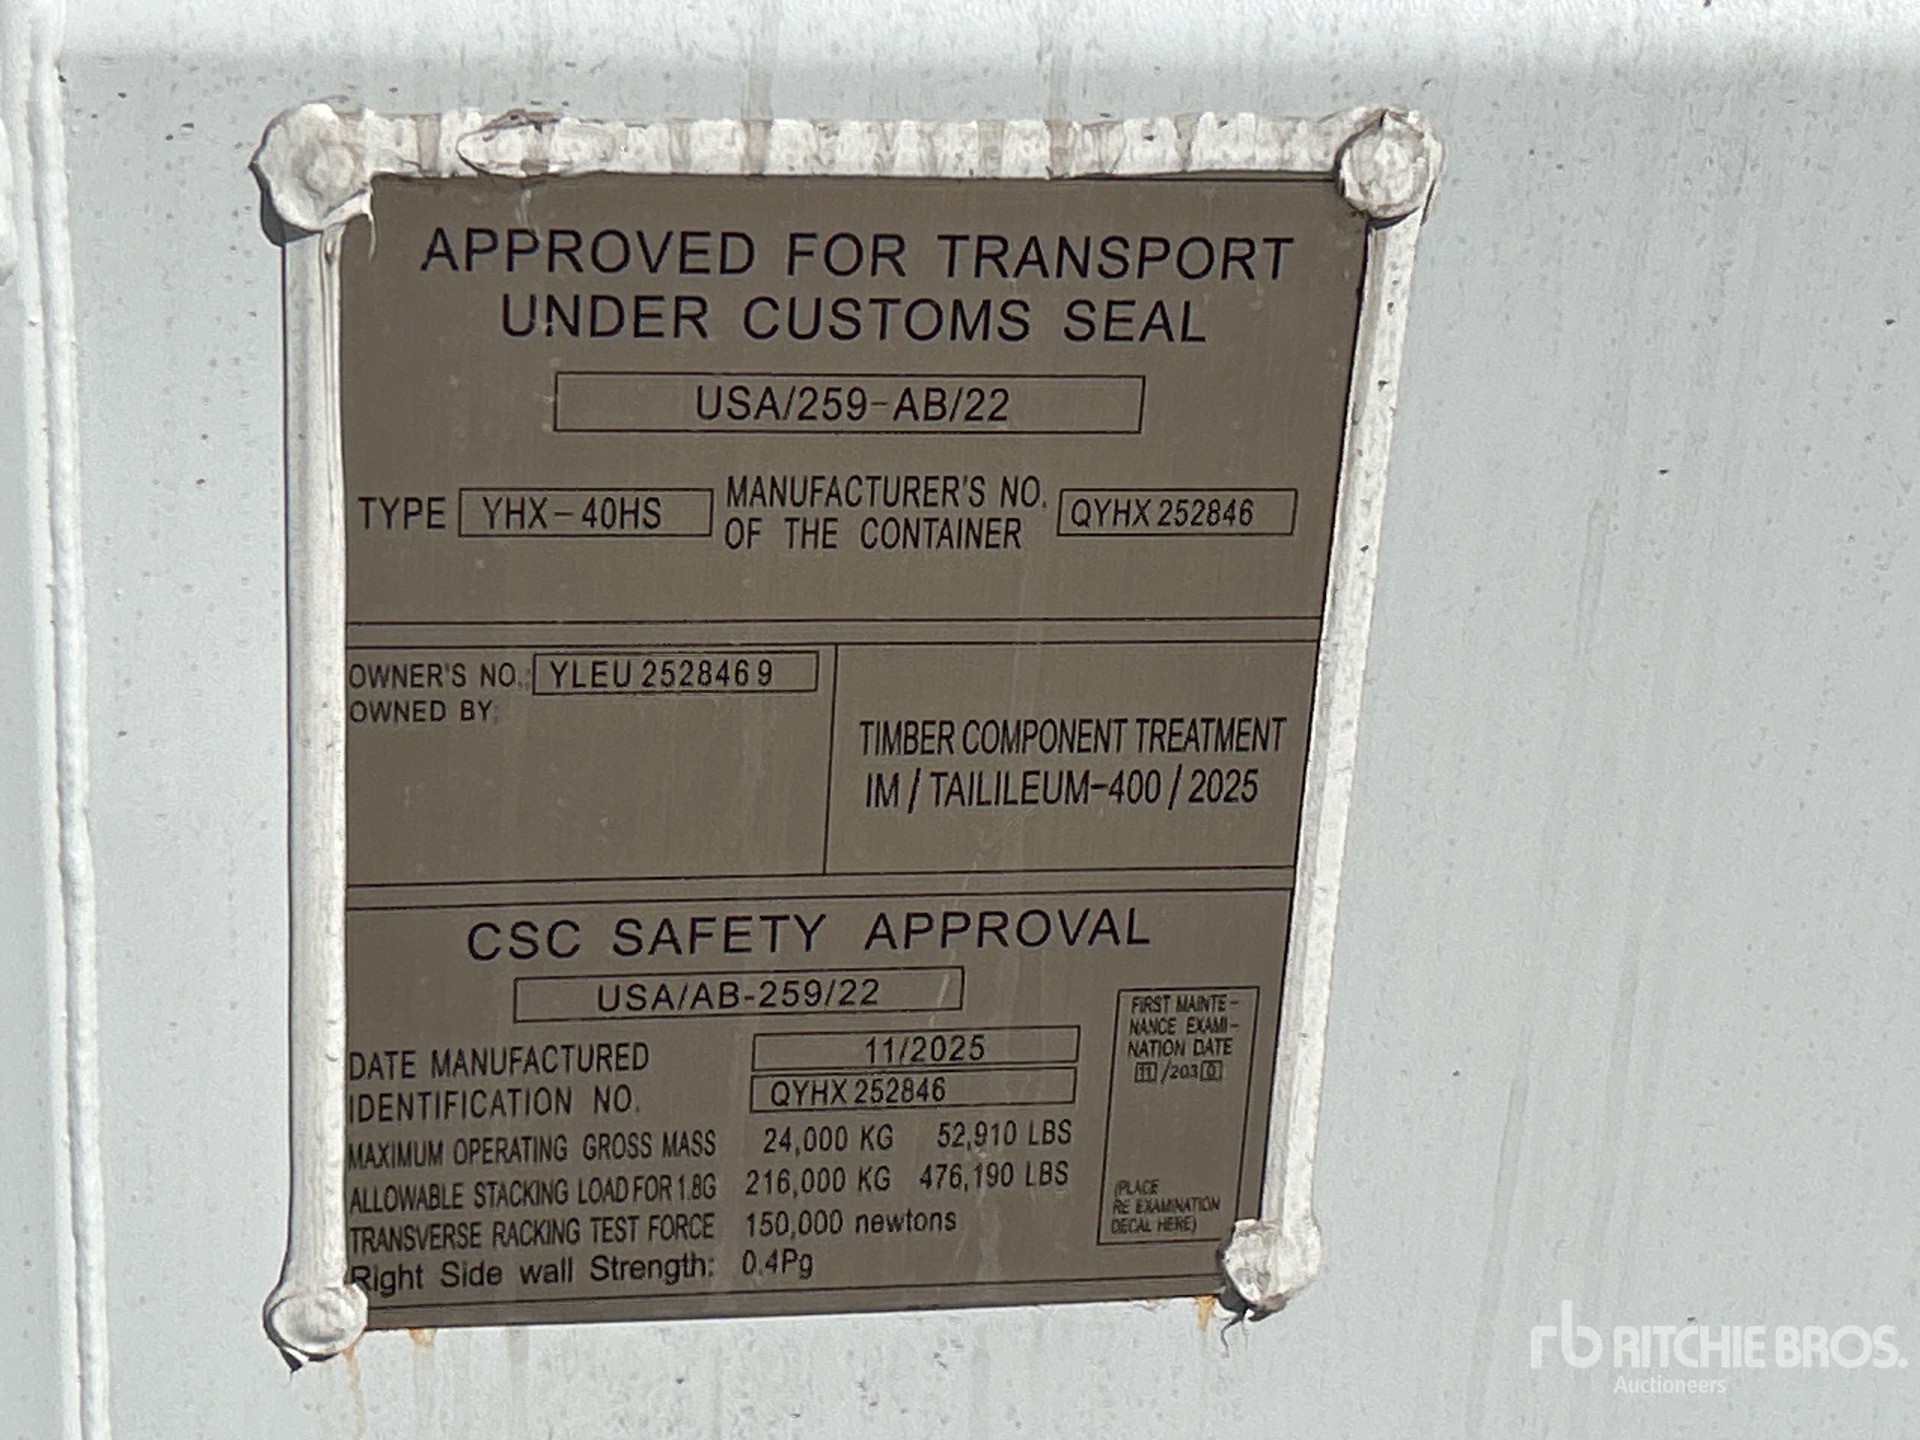 APPROVED FOR TRANSPORT
UNDER CUSTOMS SEAL
USA/259-AB/22
TYPE YHX-40HS MANUFACTURER'S NO. OF THE CONTAINER QYHX 252846
OWNER'S NO.: YLEU 252846 9
OWNED BY:
TIMBER COMPONENT TREATMENT
IM / TAILILEUM-400 / 2025
CSC SAFETY APPROVAL
USA/AB-259/22
DATE MANUFACTURED 11/2025
IDENTIFICATION NO. QYHX 252846
MAXIMUM OPERATING GROSS MASS 24,000 KG 52,910 LBS
ALLOWABLE STACKING LOAD FOR 1.8G 216,000 KG 476,190 LBS
TRANSVERSE RACKING TEST FORCE 150,000 newtons
Right Side wall Strength: 0.4Pg
FIRST MAINTE-
NANCE EXAMI-
NATION DATE
11/2030
(PLACE
RE EXAMINATION
DECAL HERE)
rb RITCHIE BROS.
Auctioneers